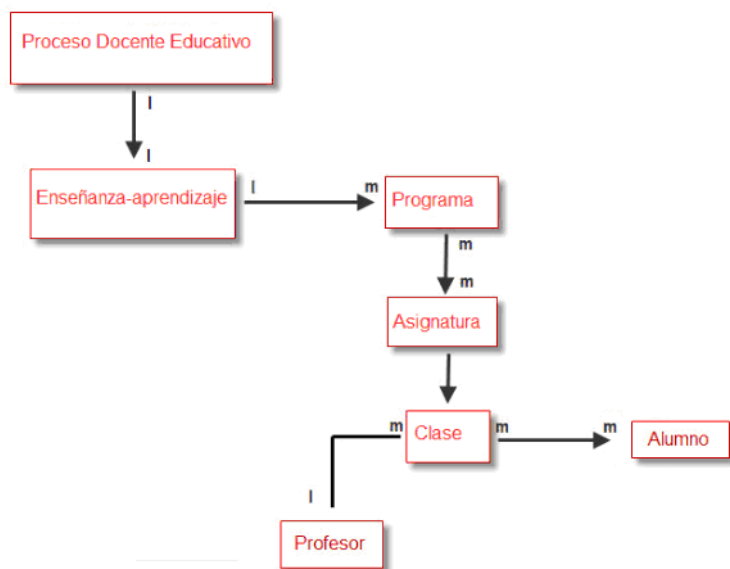 Proceso Docente Educativo
l
l
Enseñanza-aprendizaje
l
m
Programa
m
m
Asignatura
m
Clase
m
m
Alumno
l
Profesor